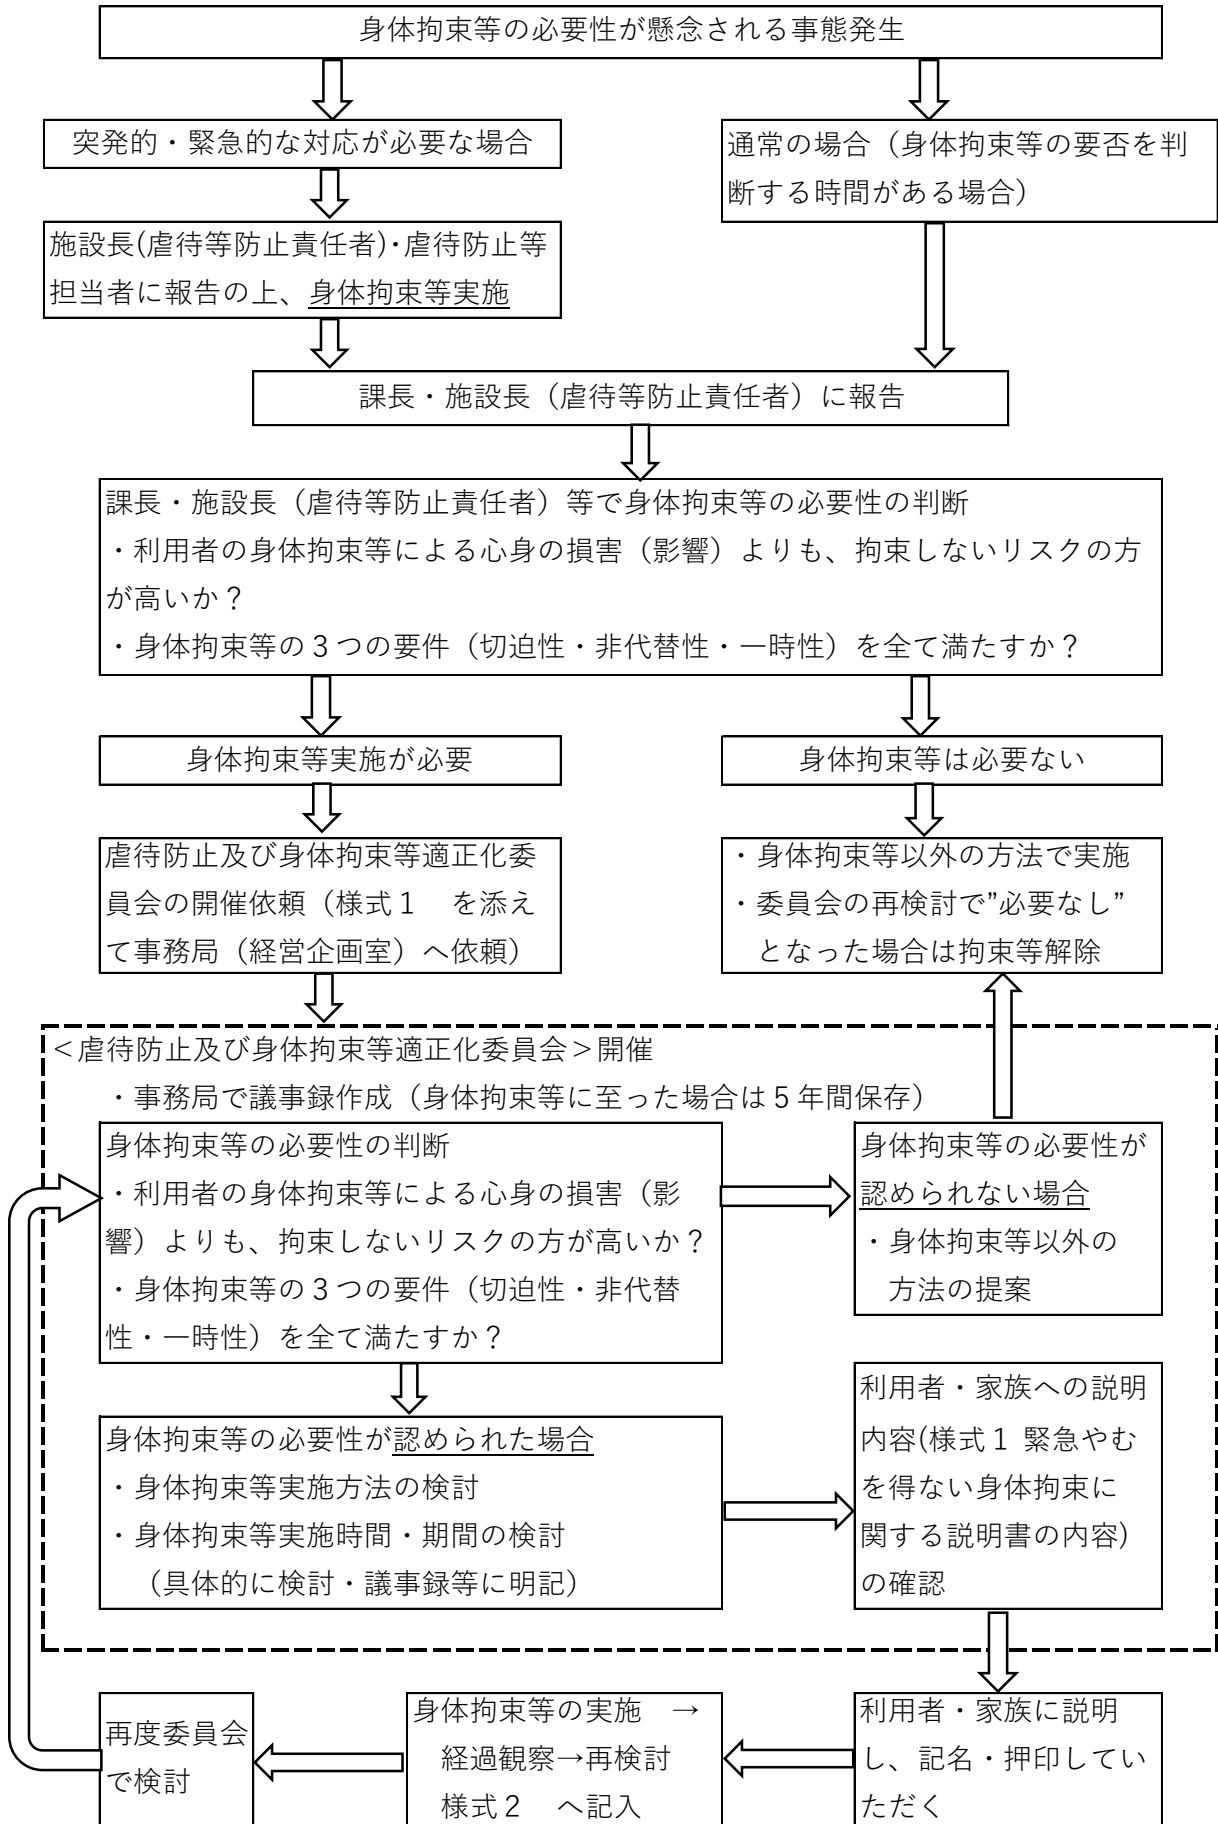 身体拘束等の必要性が懸念される事態発生
突発的・緊急的な対応が必要な場合
通常の場合（身体拘束等の要否を判
断する時間がある場合）
施設長(虐待等防止責任者)･虐待防止等
担当者に報告の上、身体拘束等実施
課長・施設長（虐待等防止責任者）に報告
課長・施設長（虐待等防止責任者）等で身体拘束等の必要性の判断
・利用者の身体拘束等による心身の損害（影響）よりも、拘束しないリスクの方
が高いか？
・身体拘束等の３つの要件（切迫性・非代替性・一時性）を全て満たすか？
身体拘束等実施が必要
身体拘束等は必要ない
虐待防止及び身体拘束等適正化委
員会の開催依頼（様式１　を添え
て事務局（経営企画室）へ依頼）
・身体拘束等以外の方法で実施
・委員会の再検討で”必要なし”
となった場合は拘束等解除
＜虐待防止及び身体拘束等適正化委員会＞開催
・事務局で議事録作成（身体拘束等に至った場合は５年間保存）
身体拘束等の必要性の判断
・利用者の身体拘束等による心身の損害（影
響）よりも、拘束しないリスクの方が高いか？
・身体拘束等の３つの要件（切迫性・非代替
性・一時性）を全て満たすか？
身体拘束等の必要性が
認められない場合
・身体拘束等以外の
方法の提案
身体拘束等の必要性が認められた場合
・身体拘束等実施方法の検討
・身体拘束等実施時間・期間の検討
（具体的に検討・議事録等に明記）
利用者・家族への説明
内容(様式１ 緊急やむ
を得ない身体拘束に
関する説明書の内容)
の確認
利用者・家族に説明
し、記名・押印してい
ただく
身体拘束等の実施　→
経過観察→再検討
様式２　へ記入
再度委員会
で検討